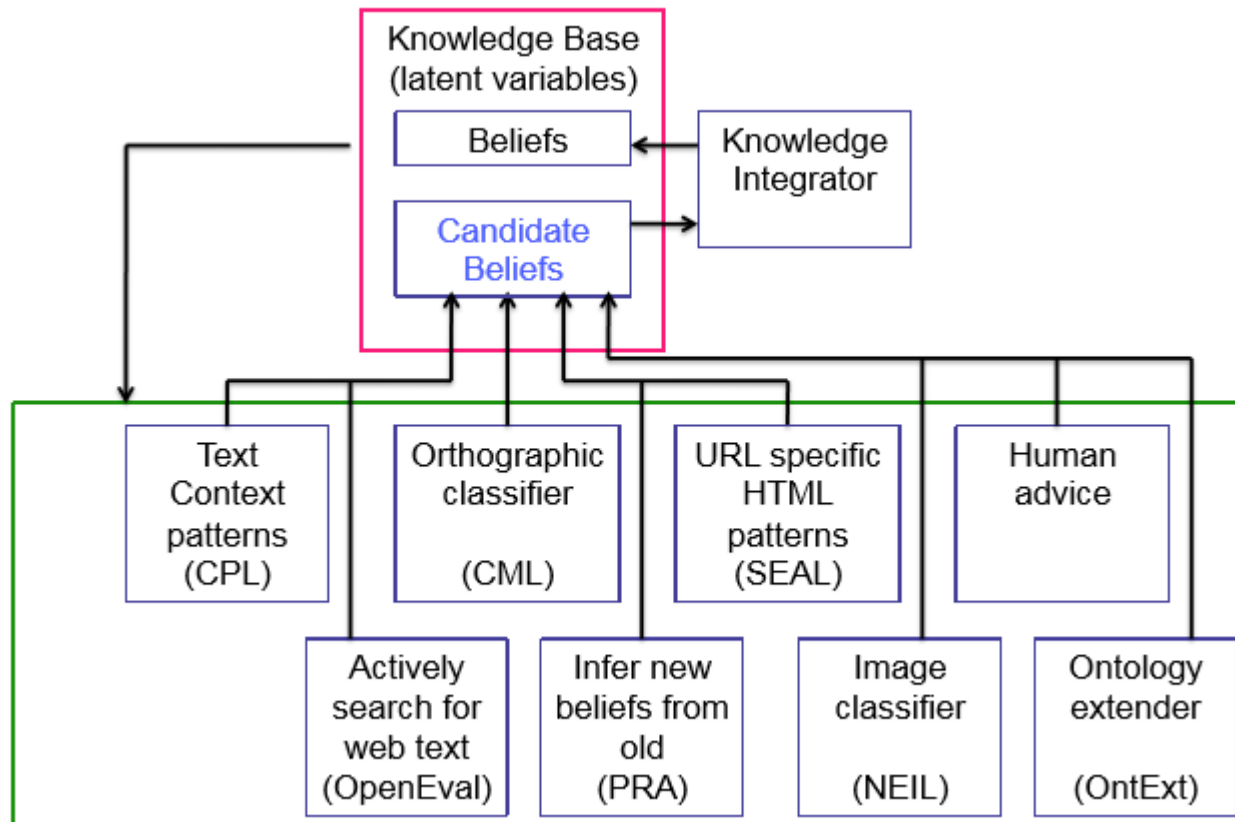 Knowledge Base
(latent variables)
Beliefs
Knowledge
Integrator
Candidate
Beliefs
Text
Context
patterns
(CPL)
Orthographic
classifier
(CML)
URL specific
HTML
patterns
(SEAL)
Human
advice
Actively
search for
web text
(OpenEval)
Infer new
beliefs from
old
(PRA)
Image
classifier
(NEIL)
Ontology
extender
(OntExt)